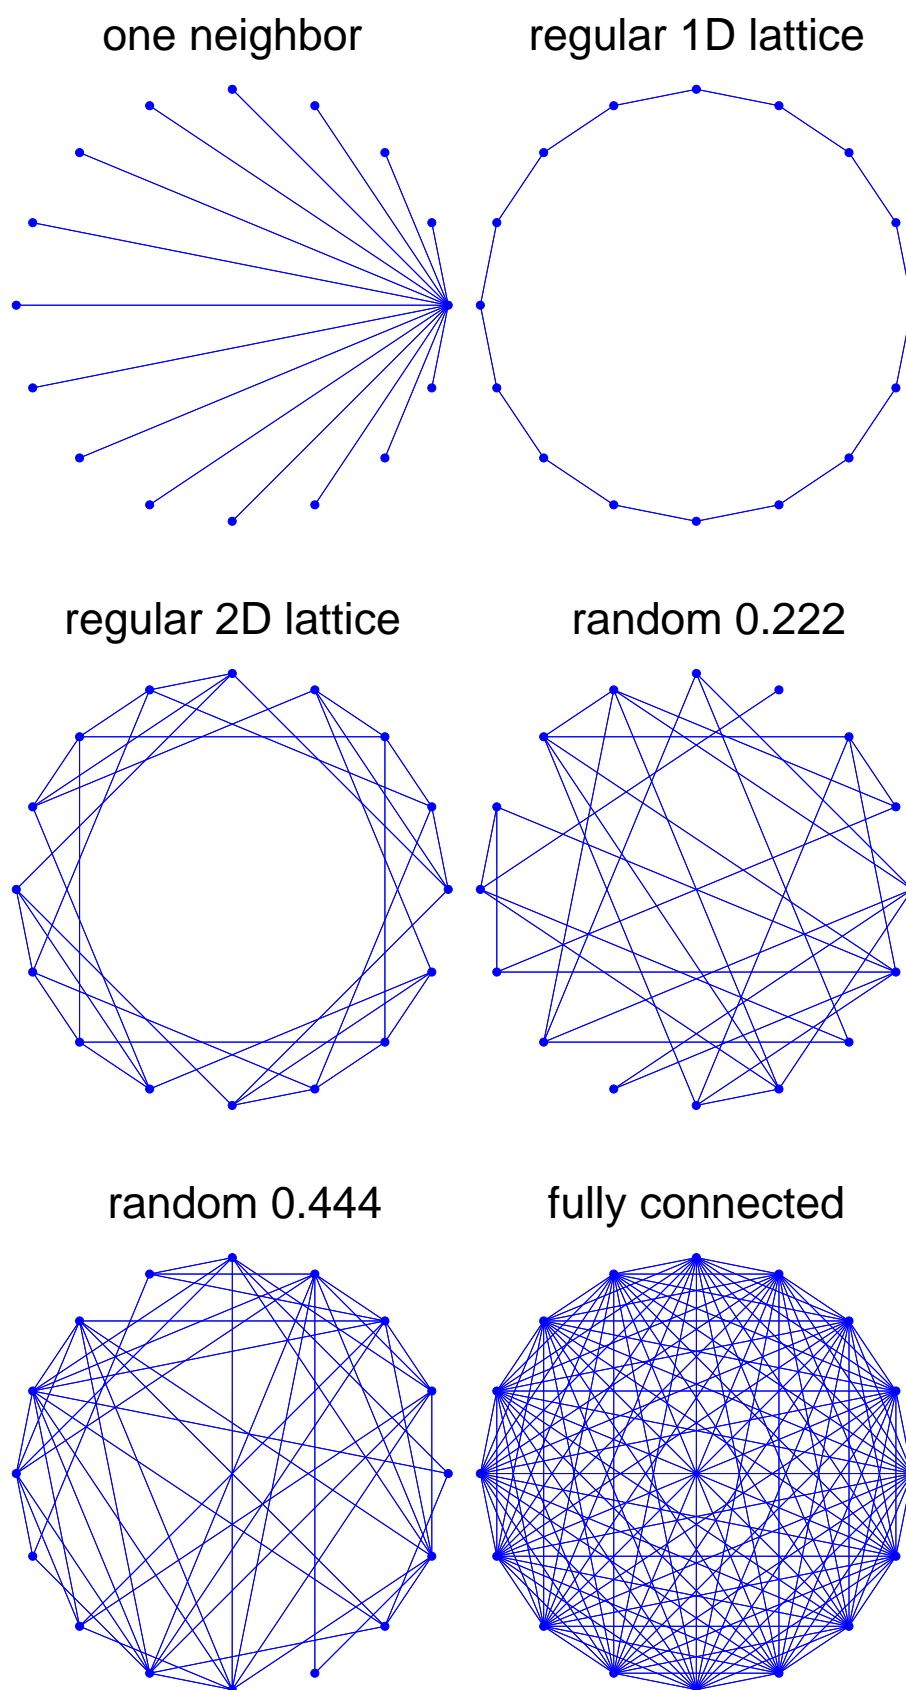 one neighbor
regular 1D lattice
regular 2D lattice
random 0.222
random 0.444
fully connected